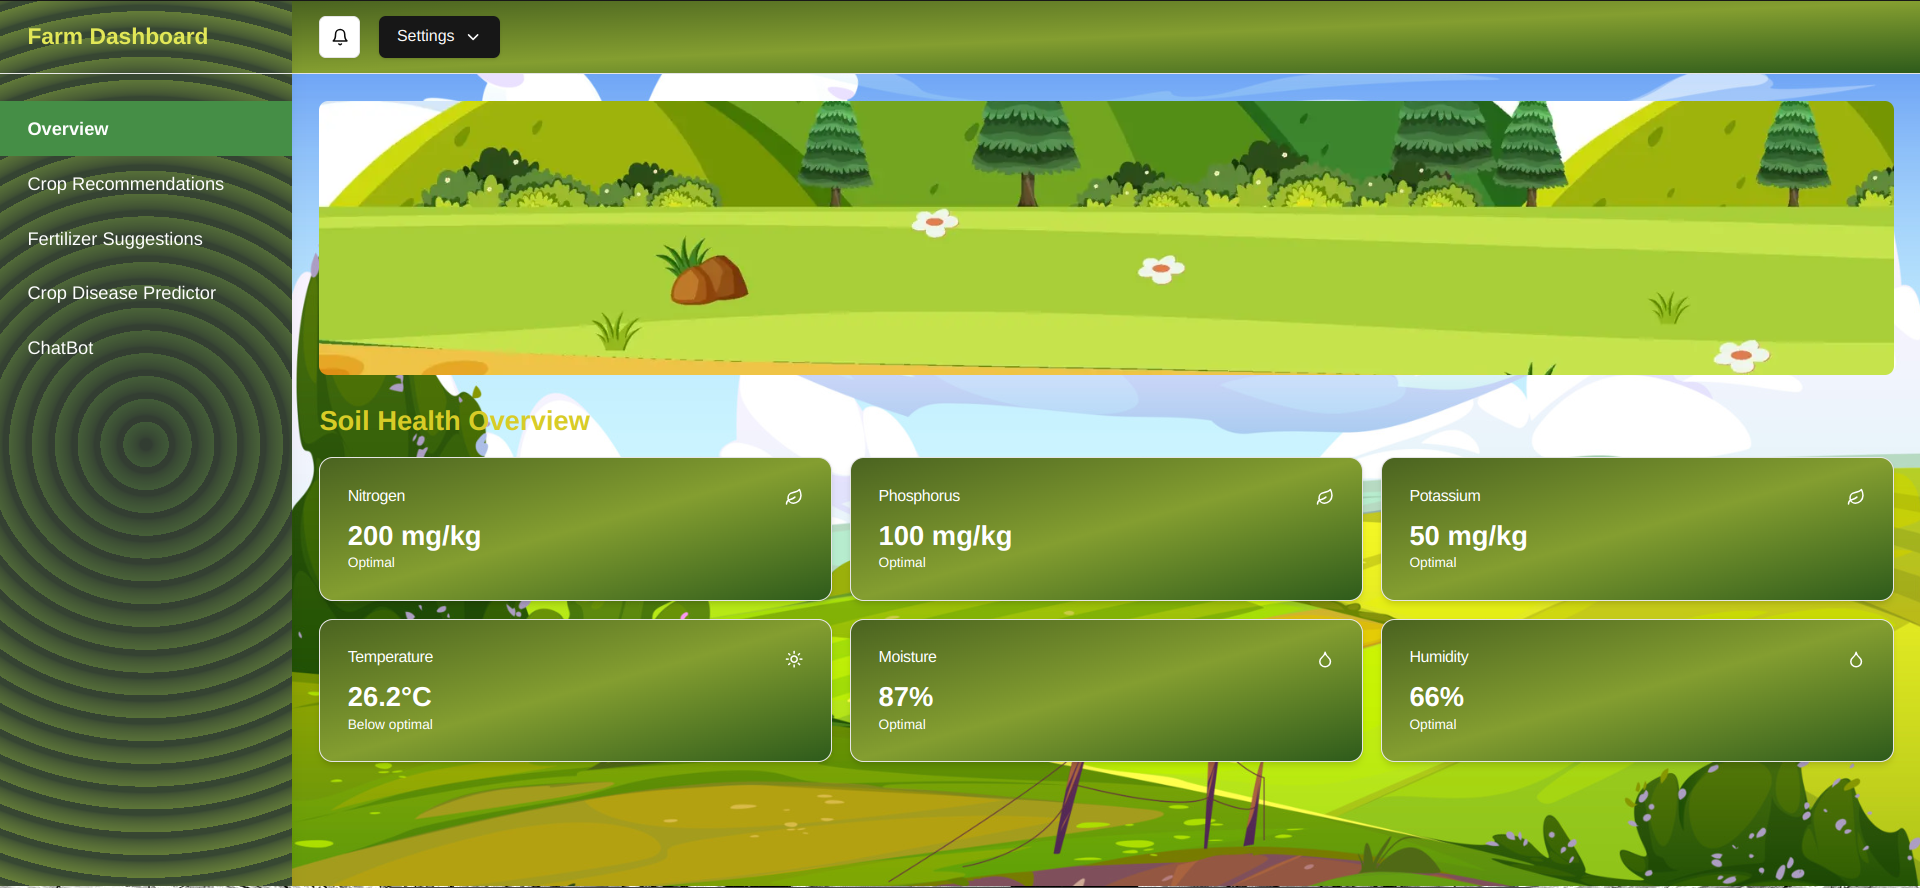 Farm Dashboard
Settings
Overview
Crop Recommendations
Fertilizer Suggestions
Crop Disease Predictor
ChatBot
Soil Health Overview
Nitrogen
200 mg/kg
Optimal
Phosphorus
100 mg/kg
Optimal
Potassium
50 mg/kg
Optimal
Temperature
26.2°C
Below optimal
Moisture
87%
Optimal
Humidity
66%
Optimal